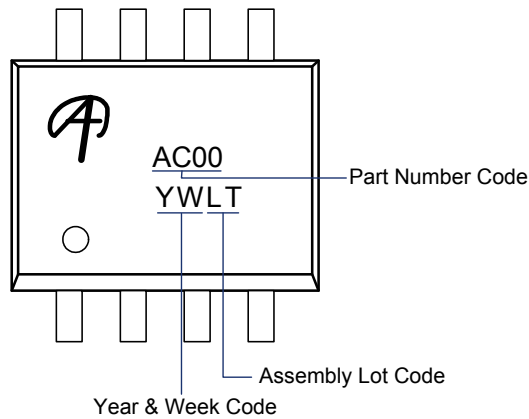 AC00
Part Number Code
YWLT
Assembly Lot Code
Year & Week Code